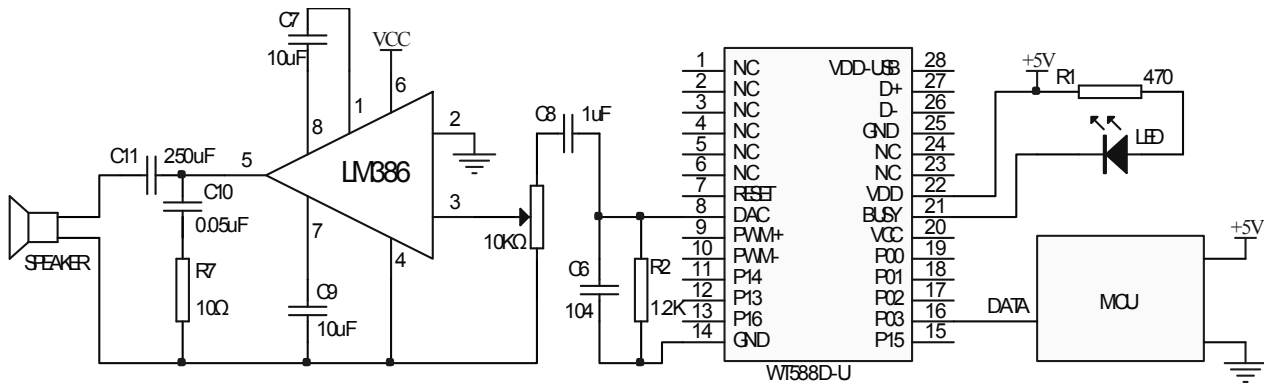 C7
10uF
VCC
6
1
8
2
LM386
5
3
7
4
C11
250uF
C10
0.05uF
SPEAKER
R7
10Ω
C9
10uF
C8
1uF
10KΩ
C6
104
R2
1.2K
1 NC VDD-USB 28
2 NC D+ 27
3 NC D- 26
4 NC GND 25
5 NC NC 24
6 NC NC 23
7 RESET VDD 22
8 DAC BUSY 21
9 PWM+ VCC 20
10 PWM- P00 19
11 P14 P01 18
12 P13 P02 17
13 P16 P03 16
14 GND P15 15
WT588D-U
+5V
R1
470
LED
+5V
DATA
MCU